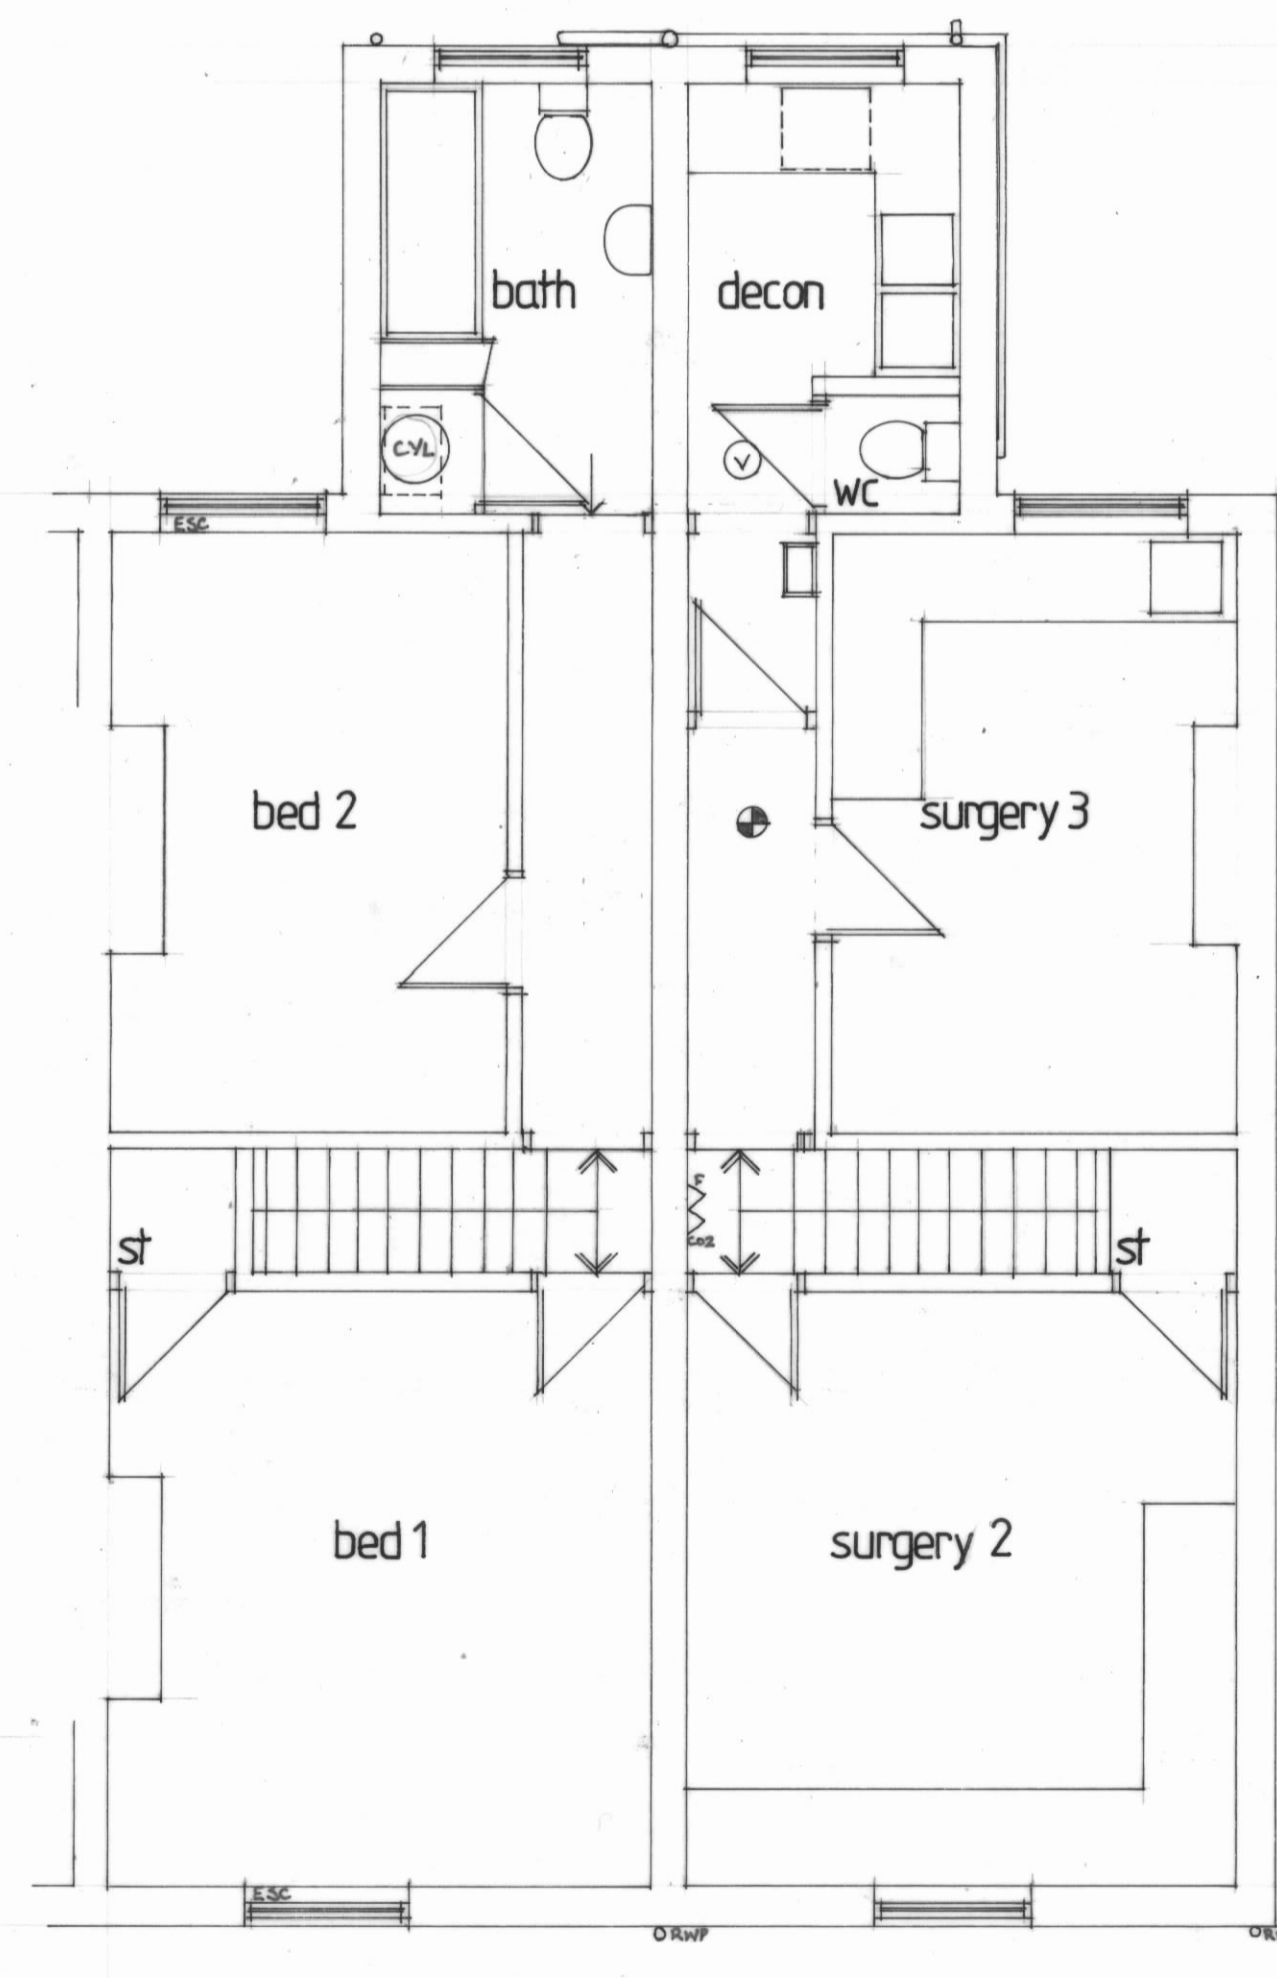 bath
decon
CYL
V
WC
ESC
bed 2
surgery 3
F
CO2
st
st
bed 1
surgery 2
ESC
O RWP